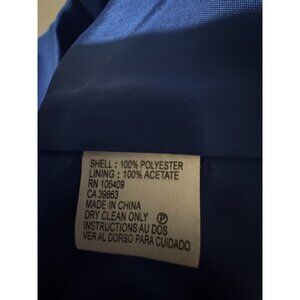 SHELL : 100% POLYESTER
LINING : 100% ACETATE
RN 106409
CA 39863
MADE IN CHINA
DRY CLEAN ONLY Ⓟ
INSTRUCTIONS AU DOS
VER AL DORSO PARA CUIDADO